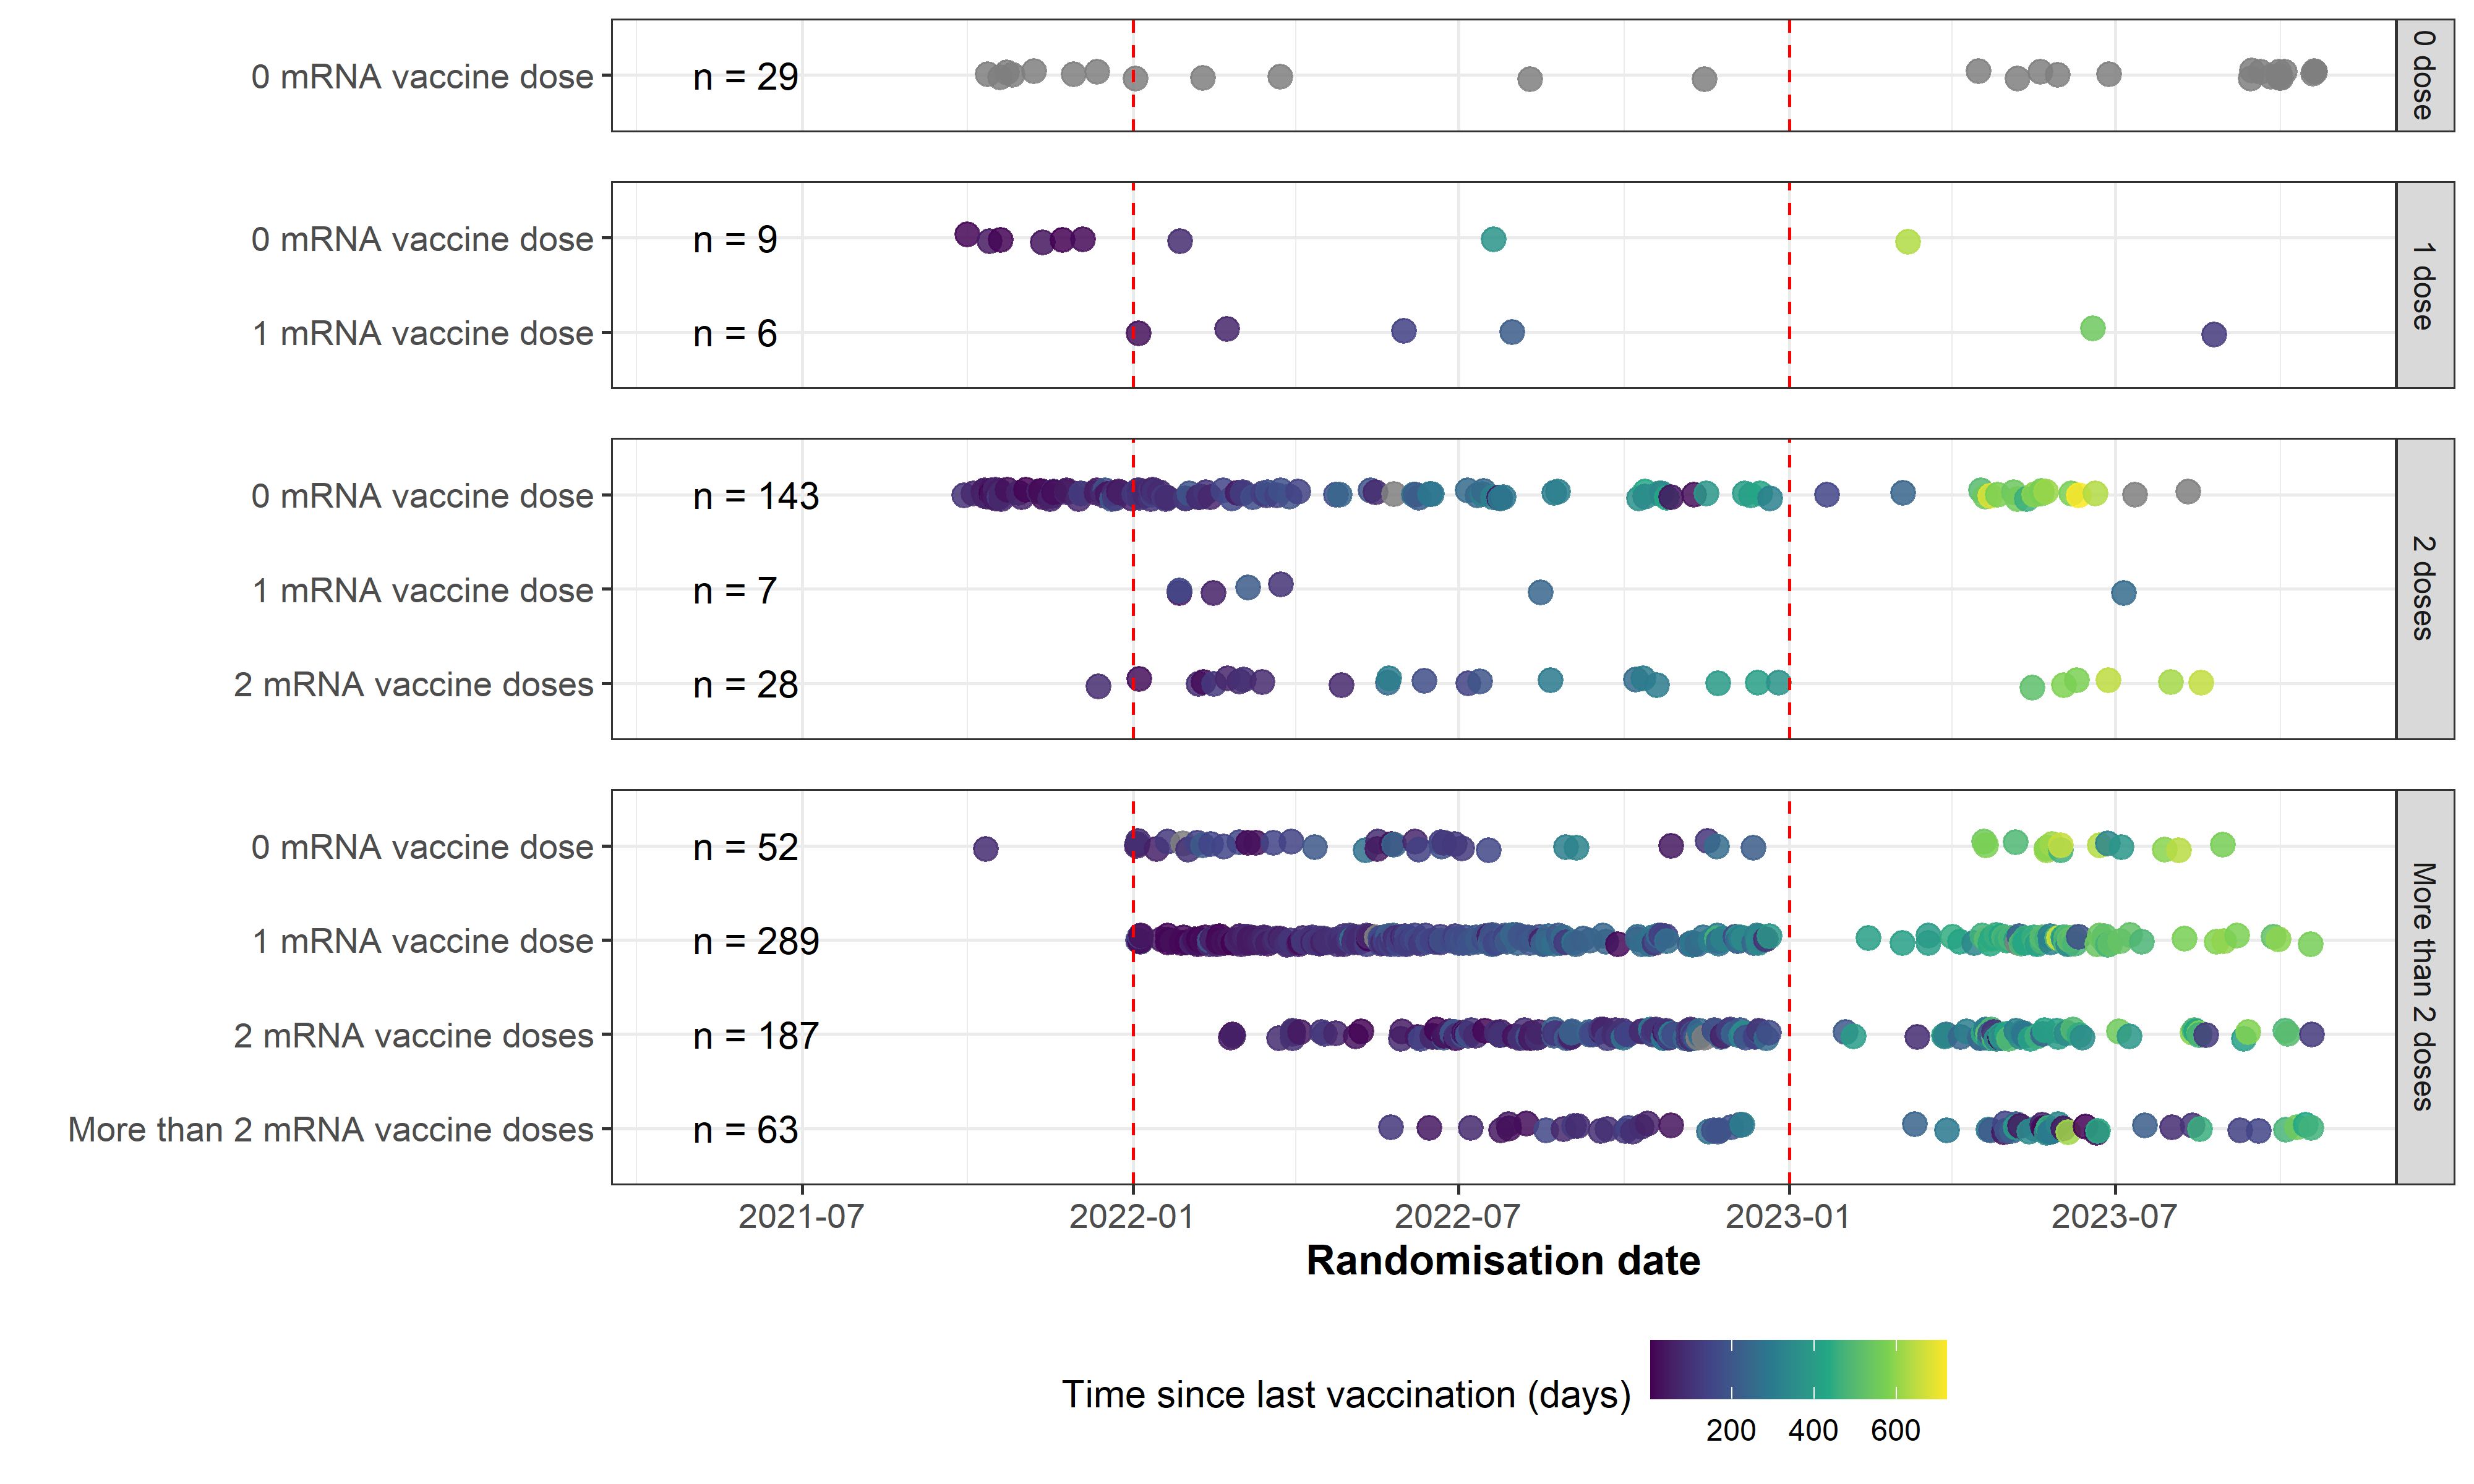 0 mRNA vaccine dose
n = 29
0 dose
0 mRNA vaccine dose
n = 9
1 mRNA vaccine dose
n = 6
1 dose
0 mRNA vaccine dose
n = 143
1 mRNA vaccine dose
n = 7
2 mRNA vaccine doses
n = 28
2 doses
0 mRNA vaccine dose
n = 52
1 mRNA vaccine dose
n = 289
2 mRNA vaccine doses
n = 187
More than 2 mRNA vaccine doses
n = 63
More than 2 doses
2021-07
2022-01
2022-07
2023-01
2023-07
Randomisation date
Time since last vaccination (days)
200
400
600